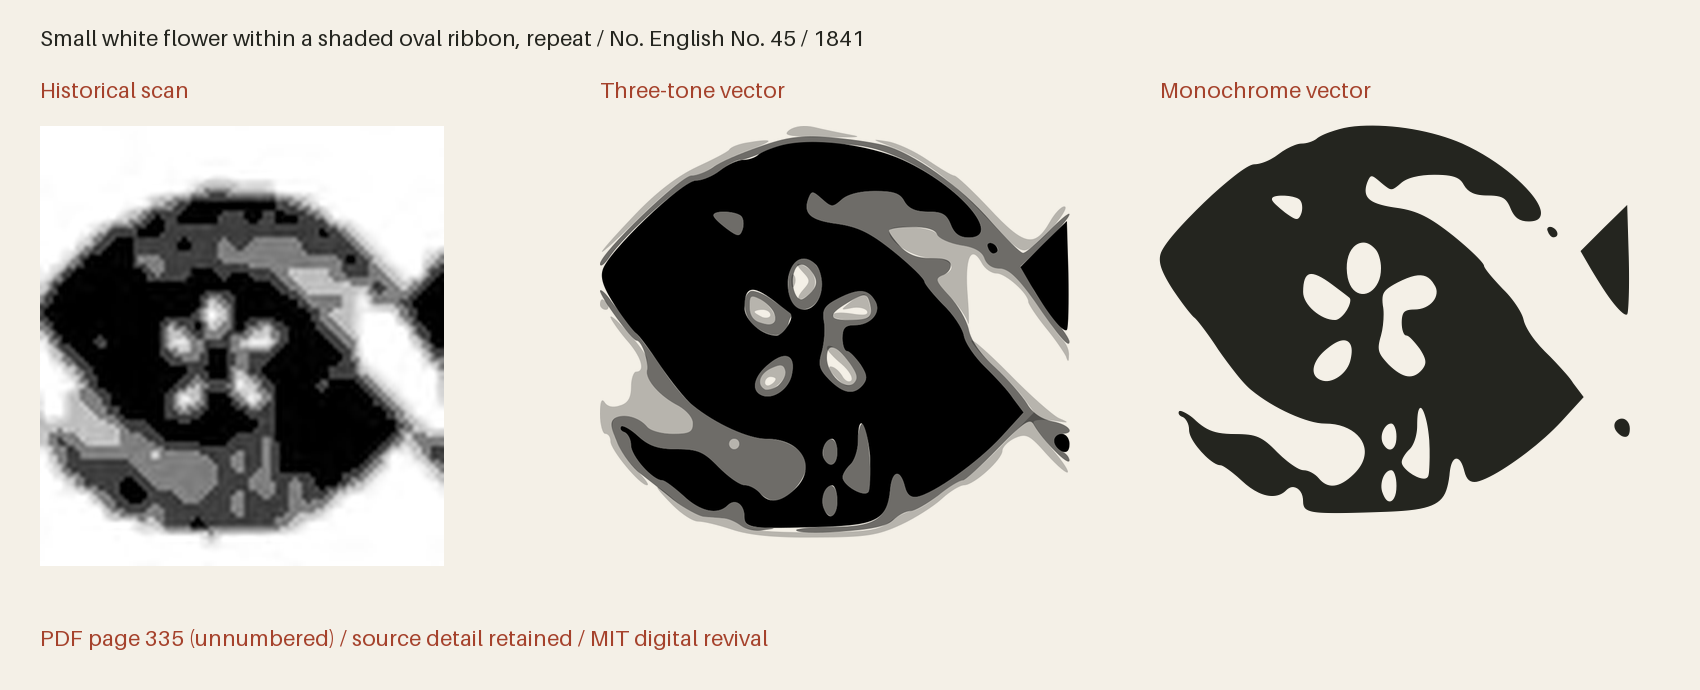 Small white flower within a shaded oval ribbon, repeat / No. English No. 45 / 1841
Historical scan
Three-tone vector
Monochrome vector
PDF page 335 (unnumbered) / source detail retained / MIT digital revival